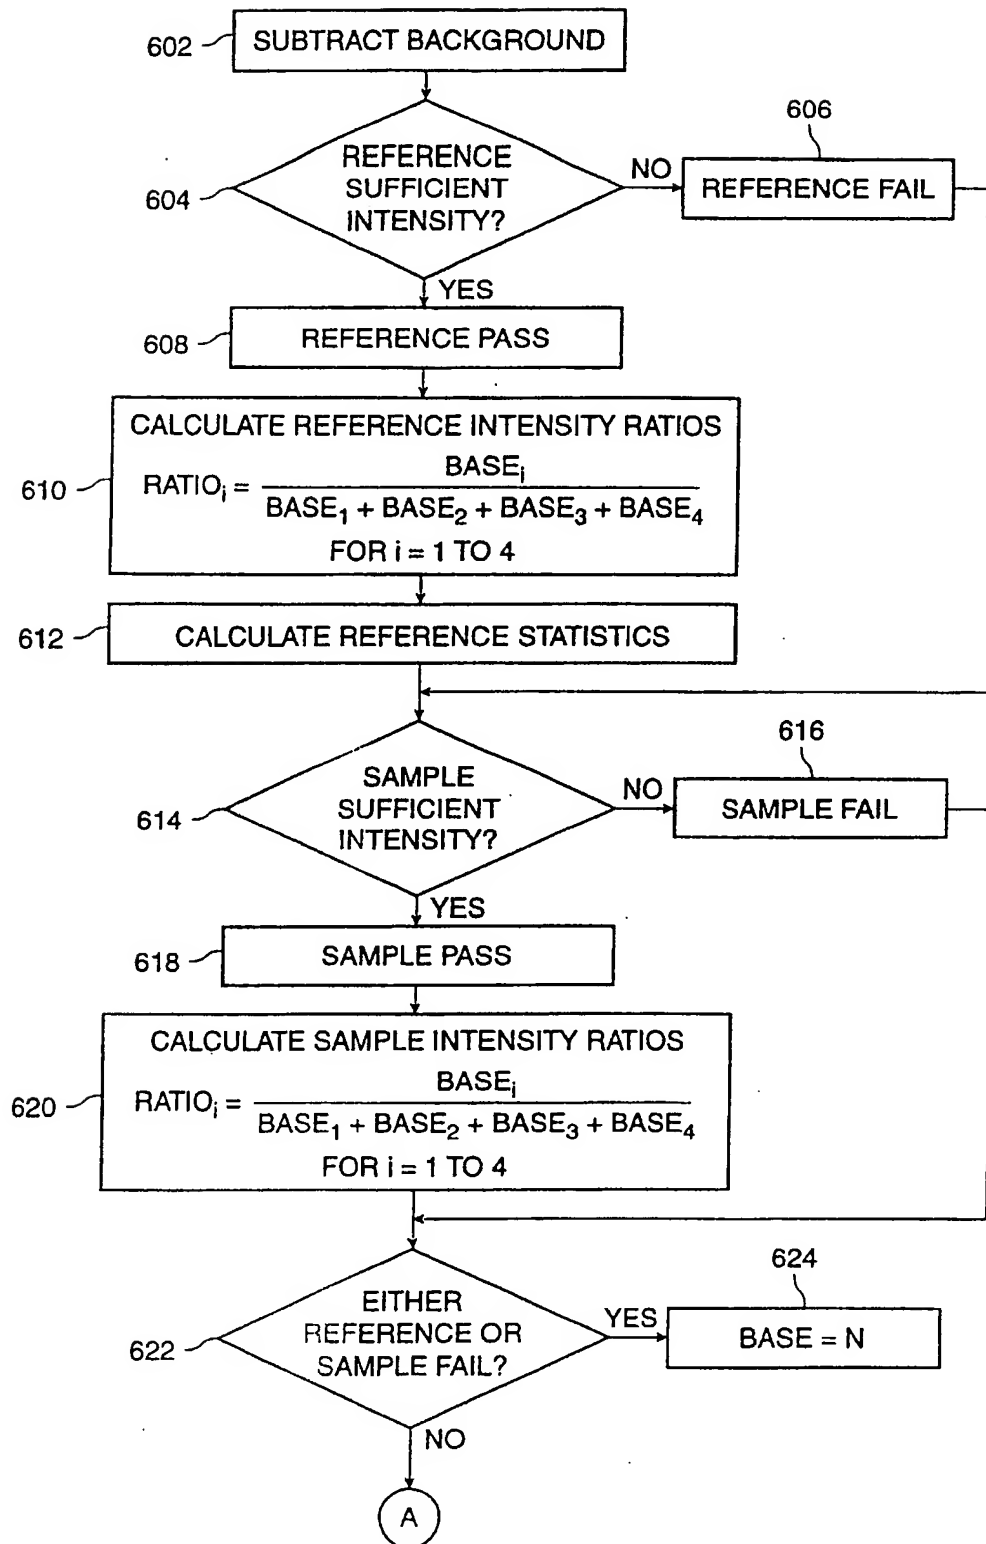 602
SUBTRACT BACKGROUND
606
604
REFERENCE
SUFFICIENT
INTENSITY?
NO
REFERENCE FAIL
YES
608
REFERENCE PASS
610
CALCULATE REFERENCE INTENSITY RATIOS
RATIOᵢ = BASEᵢ
BASE₁ + BASE₂ + BASE₃ + BASE₄
FOR i = 1 TO 4
612
CALCULATE REFERENCE STATISTICS
616
614
SAMPLE
SUFFICIENT
INTENSITY?
NO
SAMPLE FAIL
YES
618
SAMPLE PASS
620
CALCULATE SAMPLE INTENSITY RATIOS
RATIOᵢ = BASEᵢ
BASE₁ + BASE₂ + BASE₃ + BASE₄
FOR i = 1 TO 4
624
622
EITHER
REFERENCE OR
SAMPLE FAIL?
YES
BASE = N
NO
A